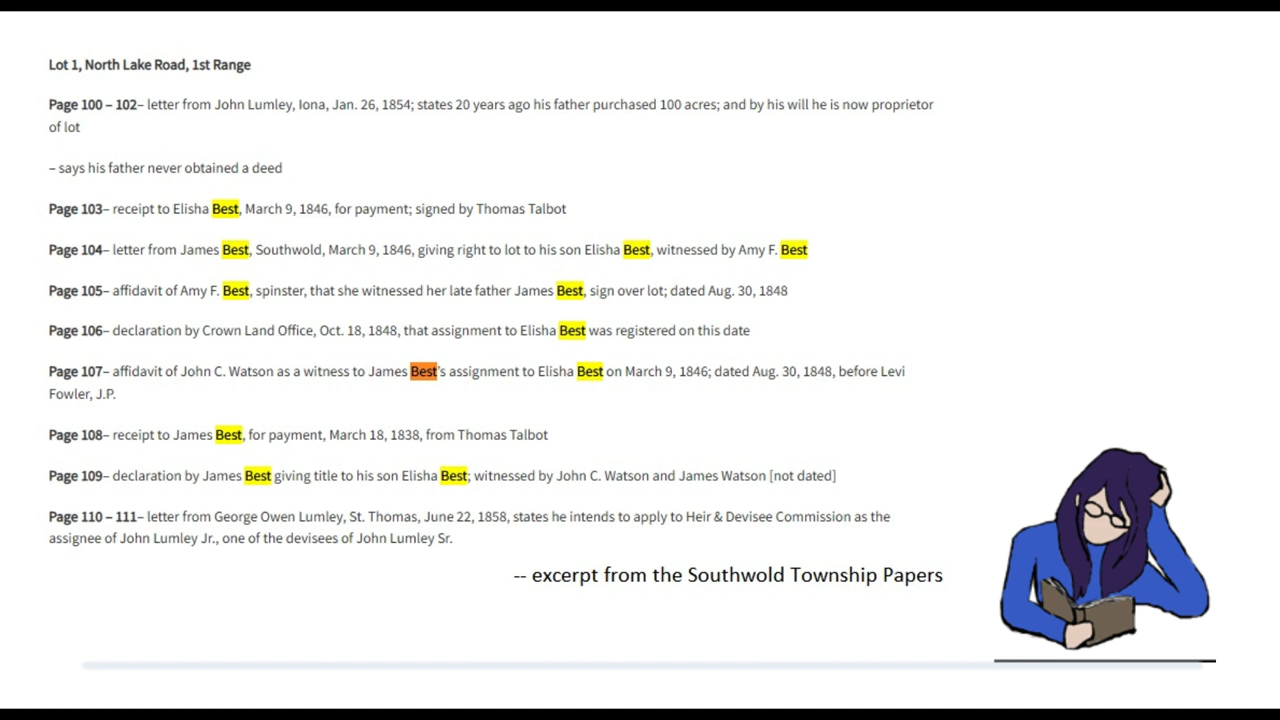 Lot 1, North Lake Road, 1st Range
Page 100 – 102– letter from John Lumley, Iona, Jan. 26, 1854; states 20 years ago his father purchased 100 acres; and by his will he is now proprietor
of lot
– says his father never obtained a deed
Page 103– receipt to Elisha Best, March 9, 1846, for payment; signed by Thomas Talbot
Page 104– letter from James Best, Southwold, March 9, 1846, giving right to lot to his son Elisha Best, witnessed by Amy F. Best
Page 105– affidavit of Amy F. Best, spinster, that she witnessed her late father James Best, sign over lot; dated Aug. 30, 1848
Page 106– declaration by Crown Land Office, Oct. 18, 1848, that assignment to Elisha Best was registered on this date
Page 107– affidavit of John C. Watson as a witness to James Best's assignment to Elisha Best on March 9, 1846; dated Aug. 30, 1848, before Levi
Fowler, J.P.
Page 108– receipt to James Best, for payment, March 18, 1838, from Thomas Talbot
Page 109– declaration by James Best giving title to his son Elisha Best; witnessed by John C. Watson and James Watson [not dated]
Page 110 – 111– letter from George Owen Lumley, St. Thomas, June 22, 1858, states he intends to apply to Heir & Devisee Commission as the
assignee of John Lumley Jr., one of the devisees of John Lumley Sr.
-- excerpt from the Southwold Township Papers